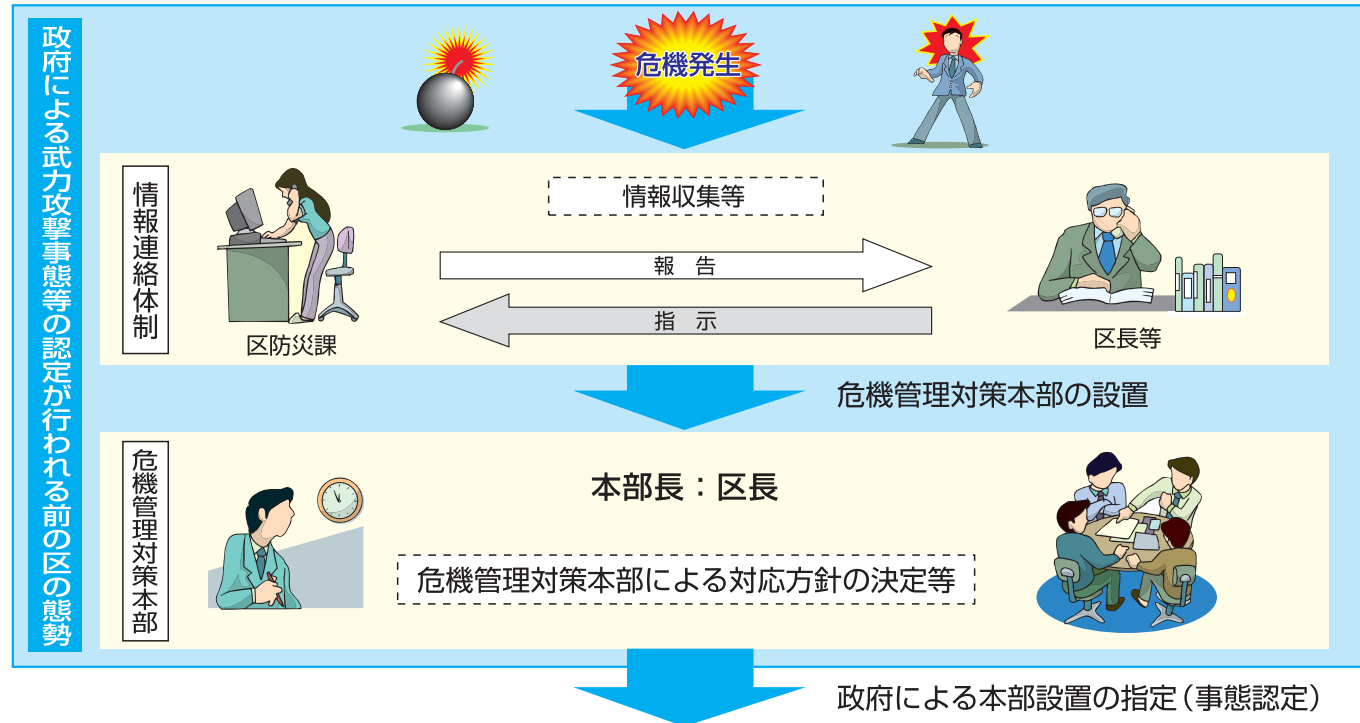 政府による武力攻撃事態等の認定が行われる前の区の態勢
危機発生
情報連絡体制
情報収集等
報　告
指　示
区防災課
区長等
危機管理対策本部の設置
危機管理対策本部
本部長：区長
危機管理対策本部による対応方針の決定等
政府による本部設置の指定（事態認定）